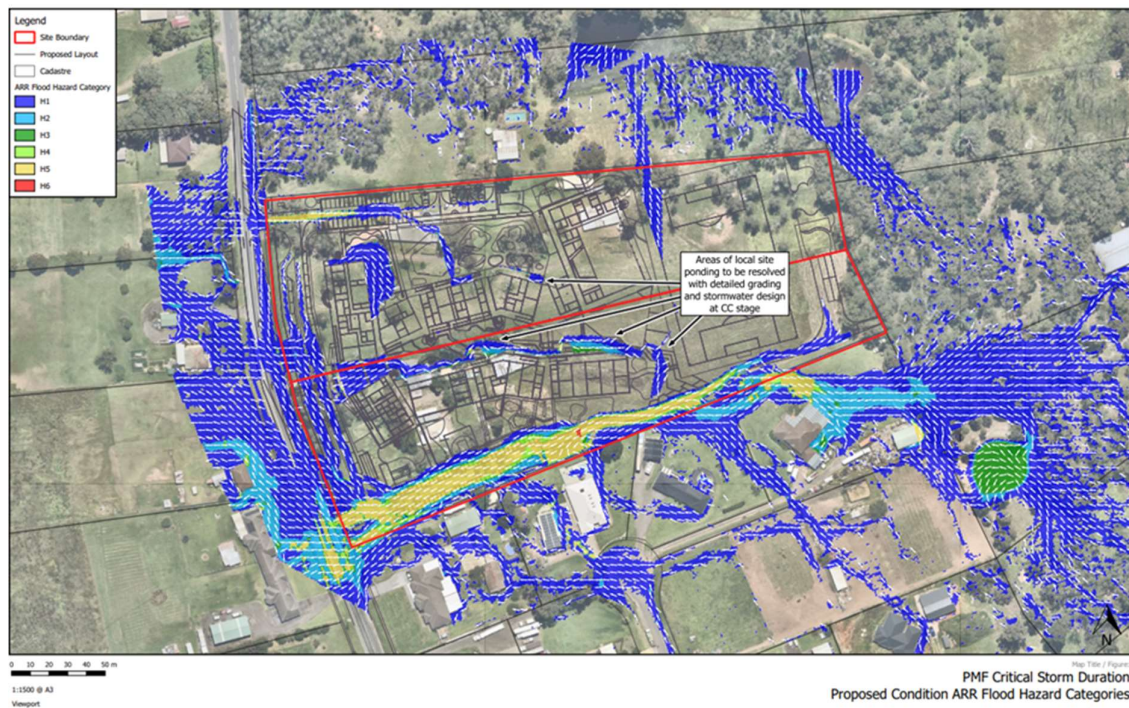 Legend
Site Boundary
Proposed Layout
Cadastre
ARR Flood Hazard Category
H1
H2
H3
H4
H5
H6
Areas of local site
ponding to be resolved
with detailed grading
and stormwater design
at CC stage
N
0 10 20 30 40 50 m
1:1500 @ A3
Viewport
Map Title / Figure:
PMF Critical Storm Duration
Proposed Condition ARR Flood Hazard Categories